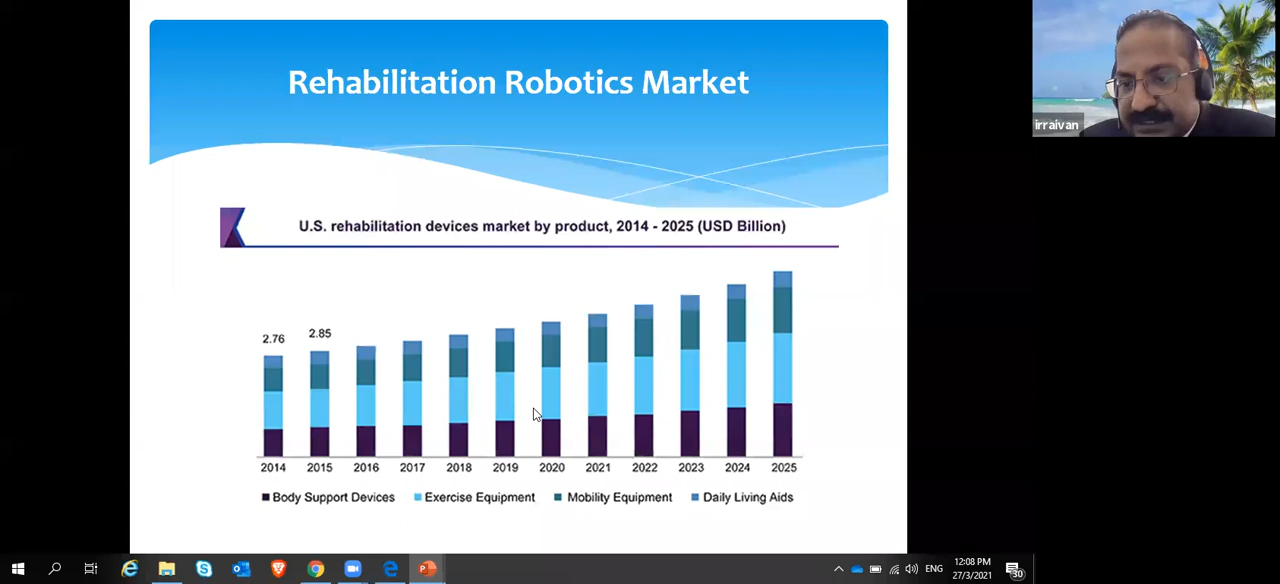 Rehabilitation Robotics Market
irraivan
U.S. rehabilitation devices market by product, 2014 - 2025 (USD Billion)
2.76
2.85
2014 2015 2016 2017 2018 2019 2020 2021 2022 2023 2024 2025
Body Support Devices Exercise Equipment Mobility Equipment Daily Living Aids
ENG
12:08 PM
27/3/2021
30